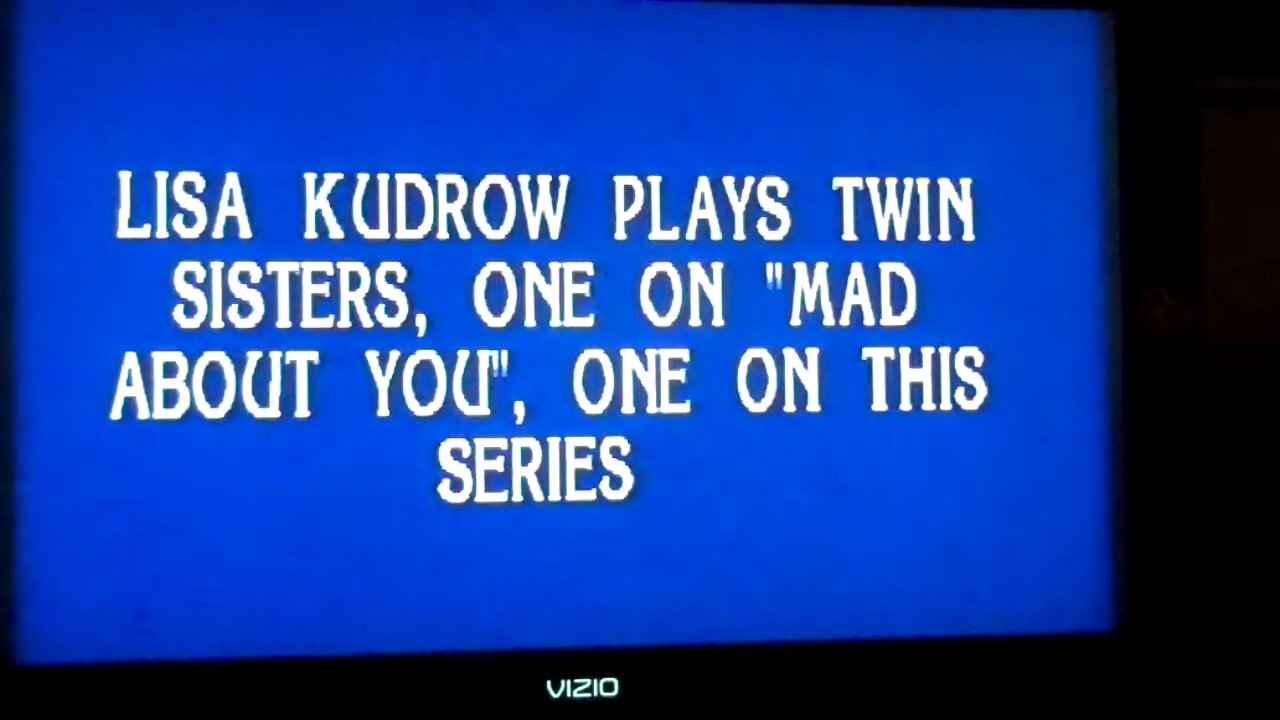 LISA KUDROW PLAYS TWIN
SISTERS, ONE ON "MAD
ABOUT YOU", ONE ON THIS
SERIES
VIZIO